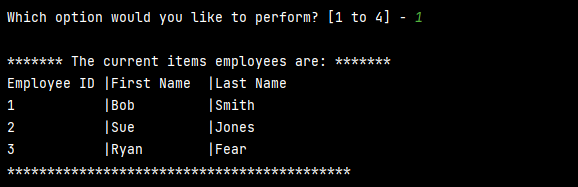 Which option would you like to perform? [1 to 4] - 1
******* The current items employees are: *******
Employee ID |First Name  |Last Name
1           |Bob         |Smith
2           |Sue         |Jones
3           |Ryan        |Fear
*******************************************